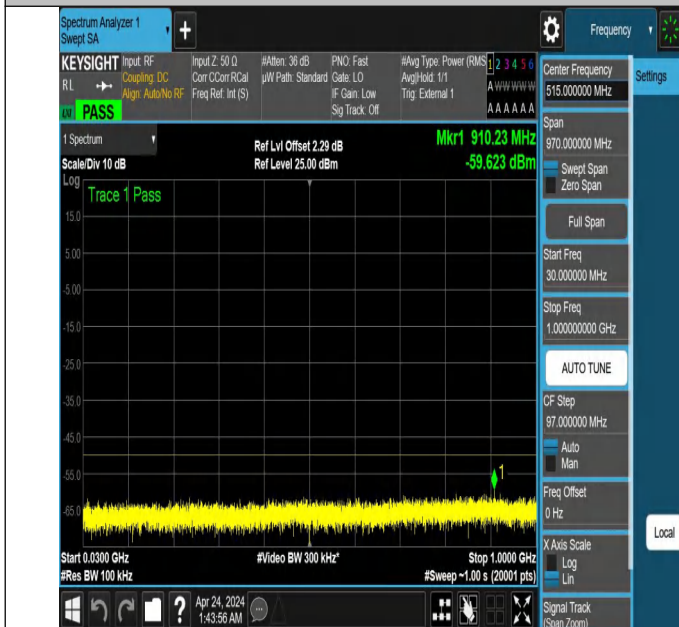 Spectrum Analyzer 1
Swept SA
+
Frequency
KEYSIGHT
RL
PASS
Input: RF
Coupling: DC
Align: Auto/No RF
Input Z: 50 Ω
Corr CCorr RCal
Freq Ref: Int (S)
#Atten: 36 dB
µW Path: Standard
PNO: Fast
Gate: LO
IF Gain: Low
Sig Track: Off
#Avg Type: Power (RMS
Avg|Hold: 1/1
Trig: External 1
1 2 3 4 5 6
A W W W W W
A A A A A A
1 Spectrum
Scale/Div 10 dB
Ref Lvl Offset 2.29 dB
Ref Level 25.00 dBm
Mkr1 910.23 MHz
-59.623 dBm
Log
Trace 1 Pass
15.0
5.00
-5.00
-15.0
-25.0
-35.0
-45.0
-55.0
-65.0
1
Start 0.0300 GHz
#Res BW 100 kHz
#Video BW 300 kHz*
Stop 1.0000 GHz
#Sweep ~1.00 s (20001 pts)
?
Apr 24, 2024
1:43:56 AM
Center Frequency
515.000000 MHz
Settings
Span
970.000000 MHz
Swept Span
Zero Span
Full Span
Start Freq
30.000000 MHz
Stop Freq
1.000000000 GHz
AUTO TUNE
CF Step
97.000000 MHz
Auto
Man
Freq Offset
0 Hz
X Axis Scale
Log
Lin
Local
Signal Track
(Span Zoom)